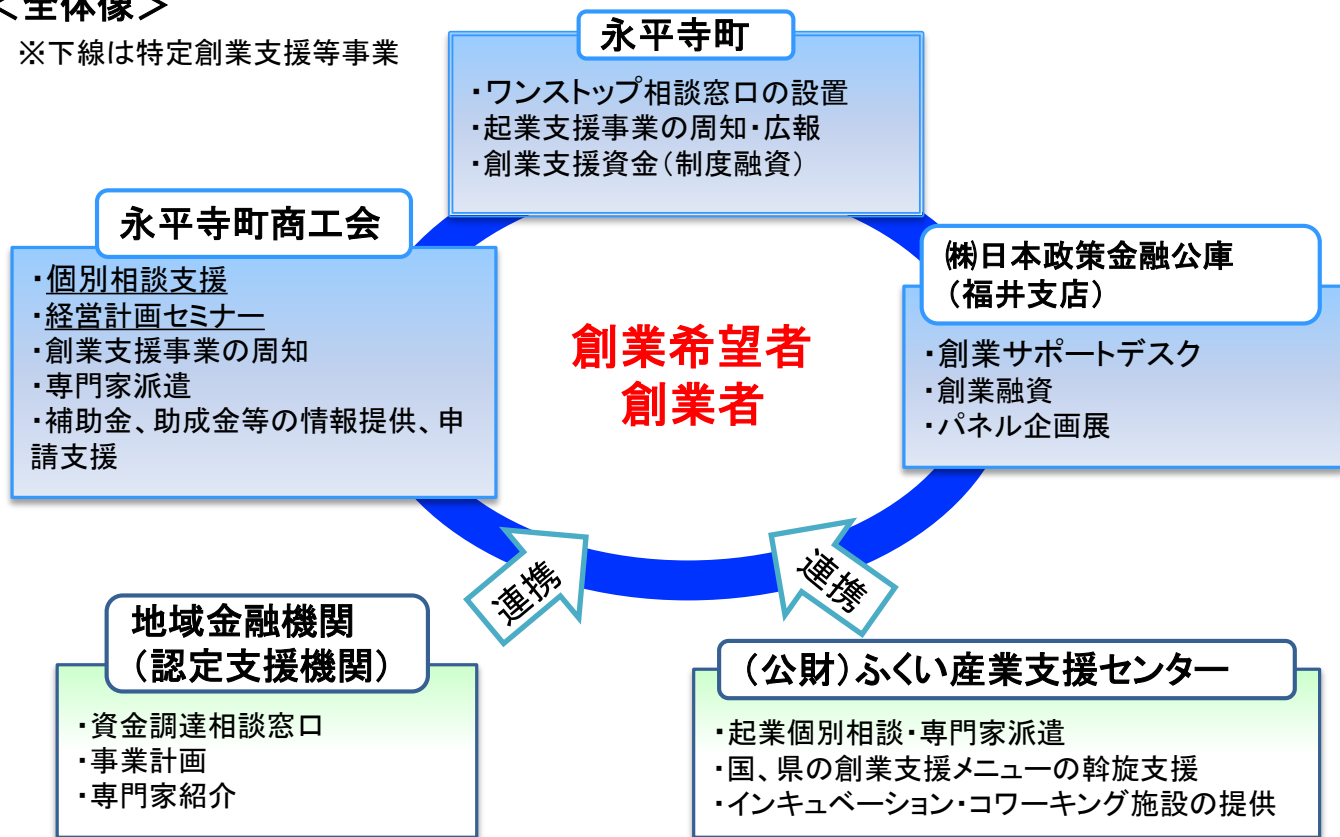 ＜全体像＞
※下線は特定創業支援等事業
永平寺町
・ワンストップ相談窓口の設置
・起業支援事業の周知・広報
・創業支援資金（制度融資）
永平寺町商工会
・個別相談支援
・経営計画セミナー
・創業支援事業の周知
・専門家派遣
・補助金、助成金等の情報提供、申
請支援
㈱日本政策金融公庫
（福井支店）
・創業サポートデスク
・創業融資
・パネル企画展
創業希望者
創業者
連携
連携
地域金融機関
（認定支援機関）
・資金調達相談窓口
・事業計画
・専門家紹介
（公財）ふくい産業支援センター
・起業個別相談・専門家派遣
・国、県の創業支援メニューの斡旋支援
・インキュベーション・コワーキング施設の提供